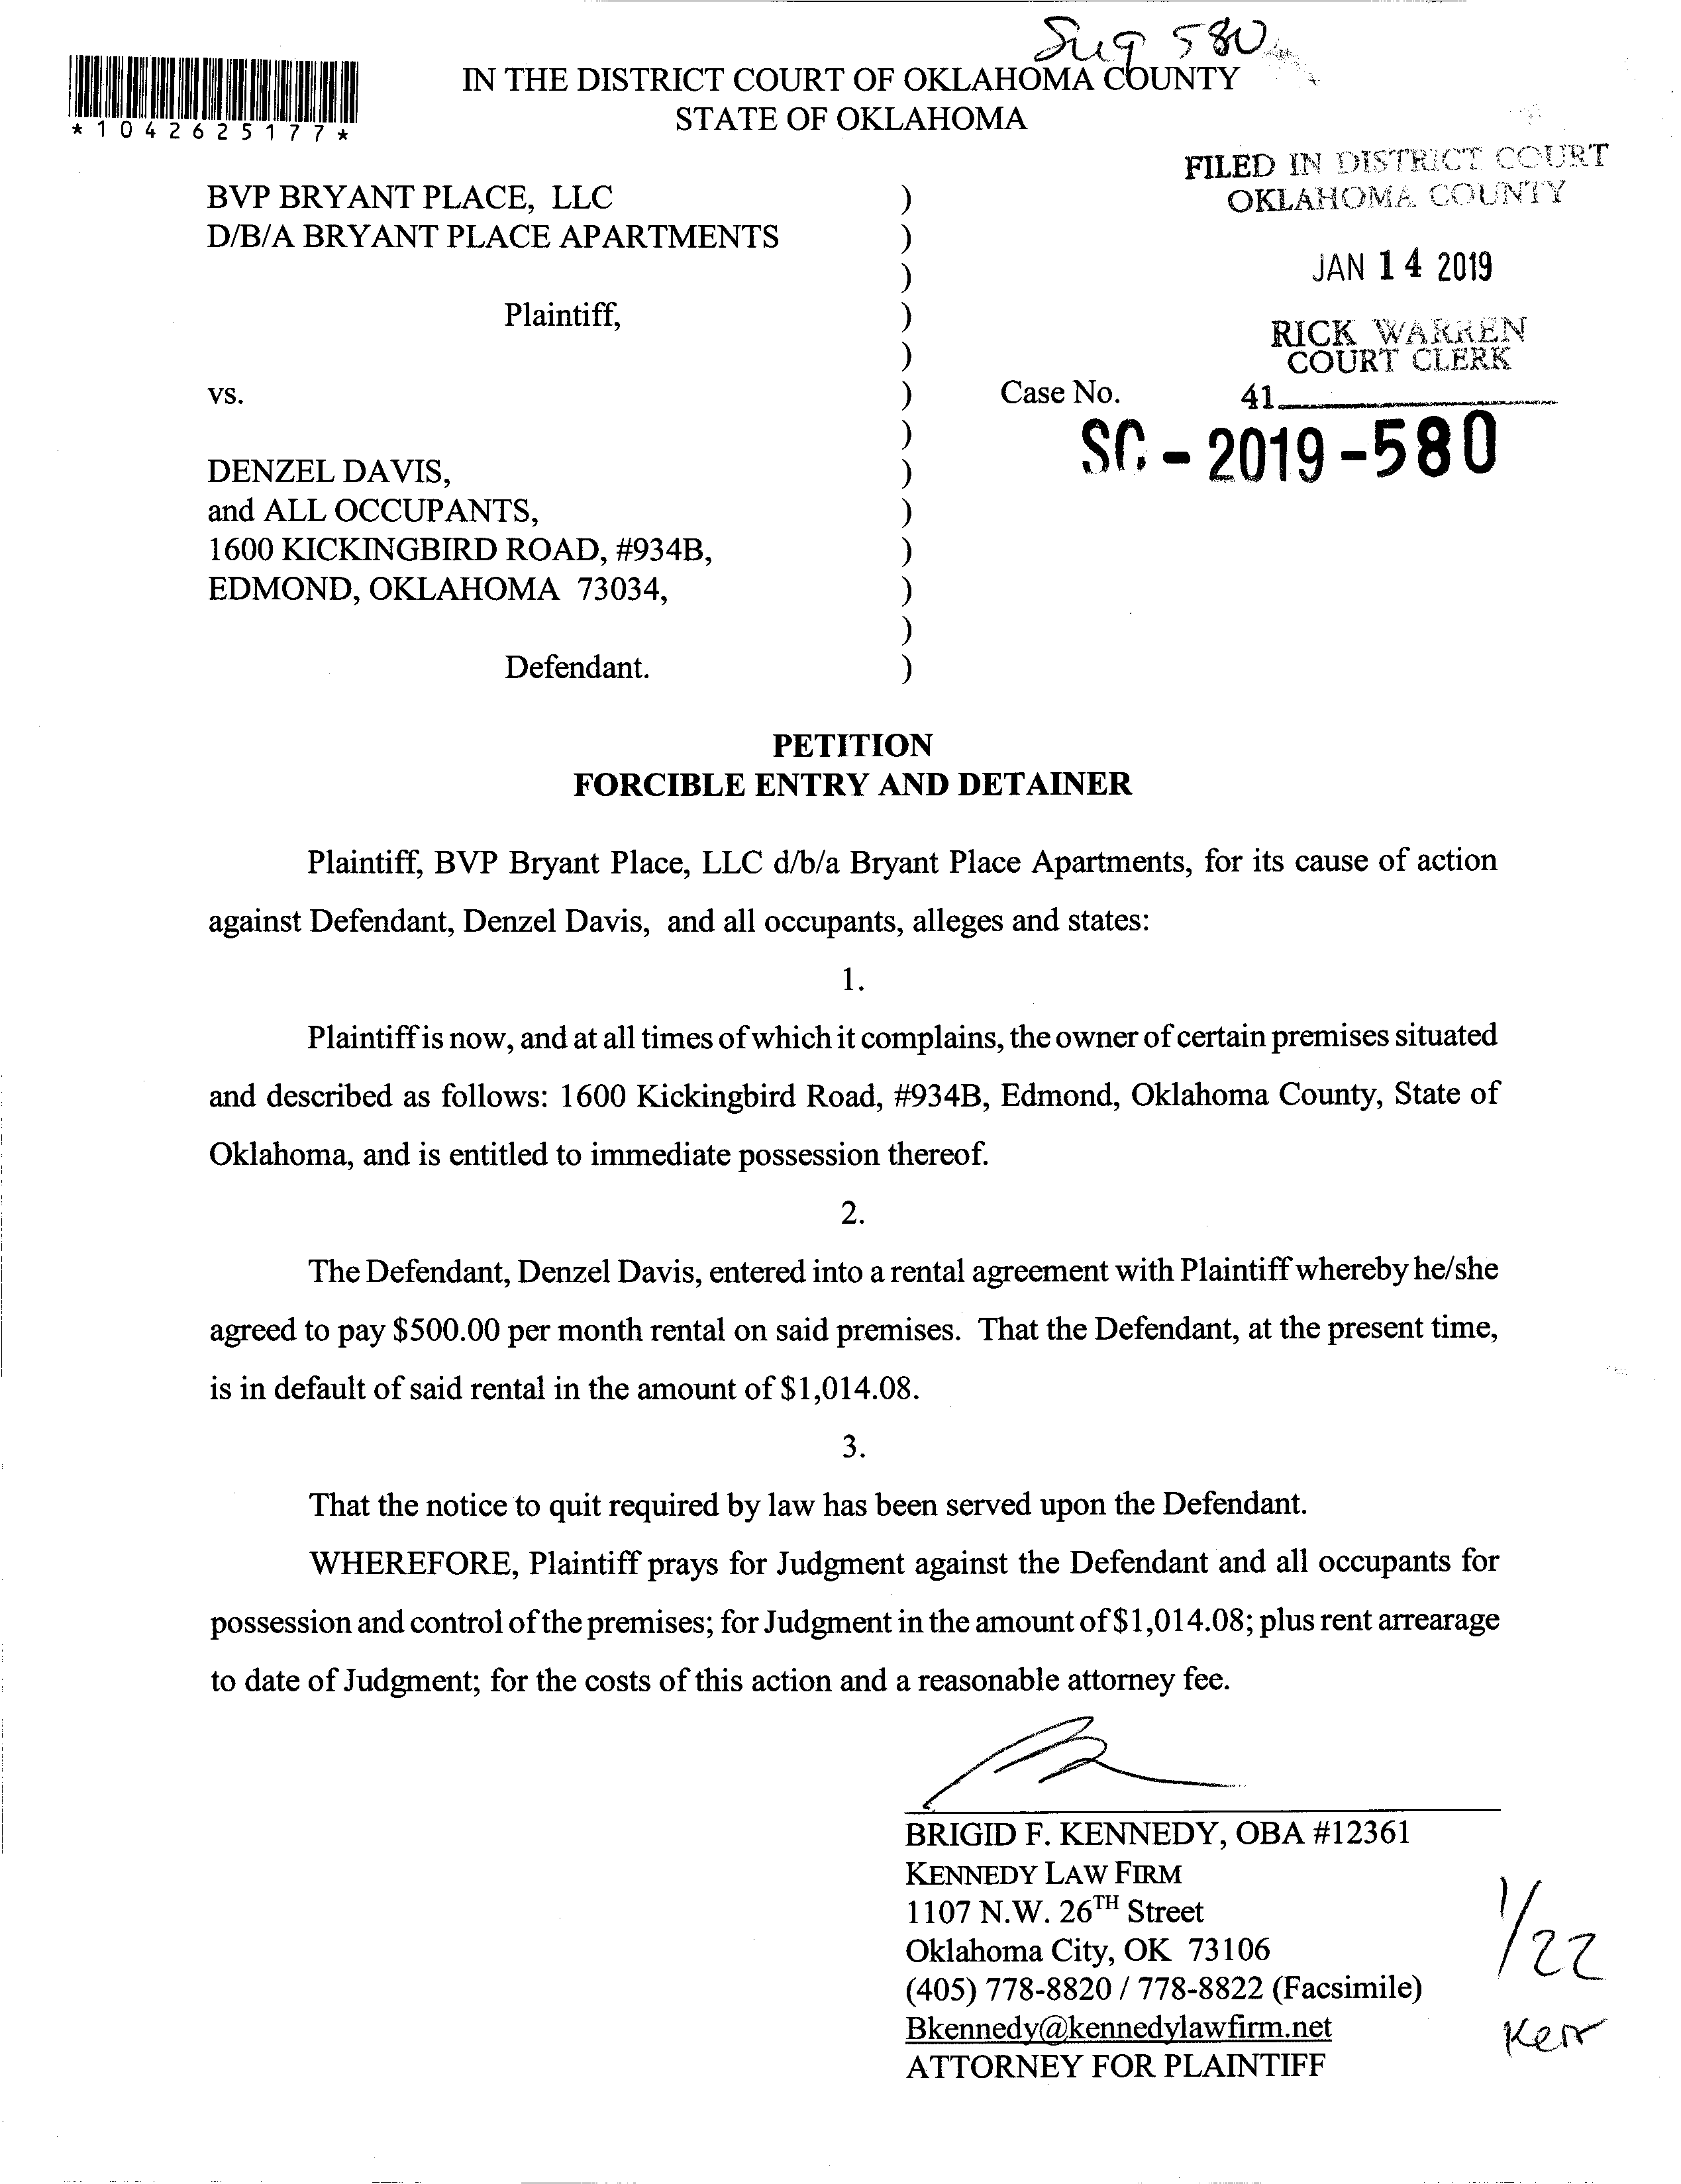 Sug 580
IN THE DISTRICT COURT OF OKLAHOMA COUNTY
STATE OF OKLAHOMA
*1042625177*
FILED IN DISTRICT COURT
OKLAHOMA COUNTY
JAN 14 2019
RICK WARREN
COURT CLERK
41
BVP BRYANT PLACE, LLC )
D/B/A BRYANT PLACE APARTMENTS )
)
Plaintiff, )
)
vs. ) Case No.
SC - 2019 - 580
)
DENZEL DAVIS, )
and ALL OCCUPANTS, )
1600 KICKINGBIRD ROAD, #934B, )
EDMOND, OKLAHOMA 73034, )
)
Defendant. )
PETITION
FORCIBLE ENTRY AND DETAINER
Plaintiff, BVP Bryant Place, LLC d/b/a Bryant Place Apartments, for its cause of action
against Defendant, Denzel Davis, and all occupants, alleges and states:
1.
Plaintiff is now, and at all times of which it complains, the owner of certain premises situated
and described as follows: 1600 Kickingbird Road, #934B, Edmond, Oklahoma County, State of
Oklahoma, and is entitled to immediate possession thereof.
2.
The Defendant, Denzel Davis, entered into a rental agreement with Plaintiff whereby he/she
agreed to pay $500.00 per month rental on said premises. That the Defendant, at the present time,
is in default of said rental in the amount of $1,014.08.
3.
That the notice to quit required by law has been served upon the Defendant.
WHEREFORE, Plaintiff prays for Judgment against the Defendant and all occupants for
possession and control of the premises; for Judgment in the amount of $1,014.08; plus rent arrearage
to date of Judgment; for the costs of this action and a reasonable attorney fee.
BRIGID F. KENNEDY, OBA #12361
KENNEDY LAW FIRM
1107 N.W. 26TH Street
Oklahoma City, OK 73106
(405) 778-8820 / 778-8822 (Facsimile)
Bkennedy@kennedylawfirm.net
ATTORNEY FOR PLAINTIFF
1/22
Kerr